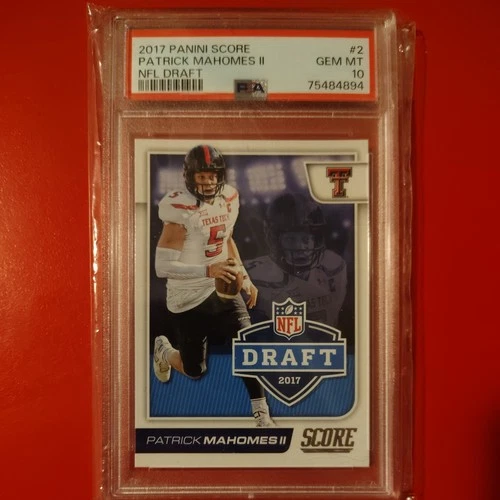 2017 PANINI SCORE #2
PATRICK MAHOMES II GEM MT
NFL DRAFT 10
PSA 75484894
TEXAS TECH
5
5
NFL
DRAFT
2017
PATRICK MAHOMES II SCORE